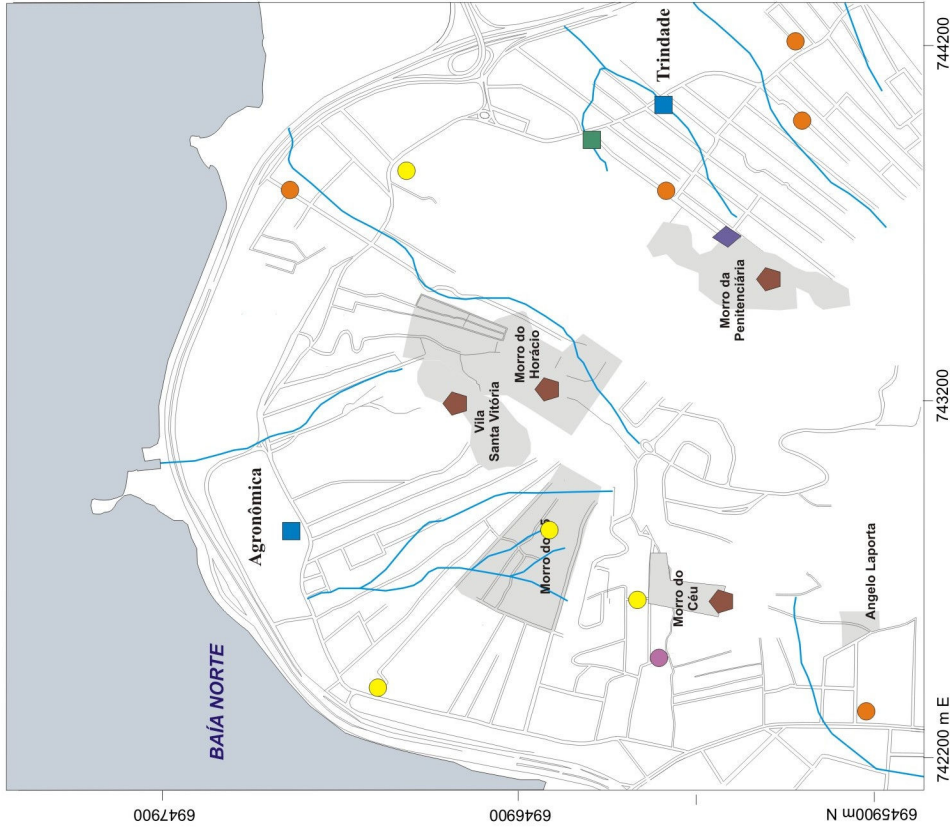 BAÍA NORTE
Agronômica
Trindade
Vila
Santa Vitória
Morro do
Horácio
Morro do
Morro da
Penitenciária
Morro do
Céu
Angelo Laporta
742200 m E
743200
744200
6947900
6946900
6945900m N